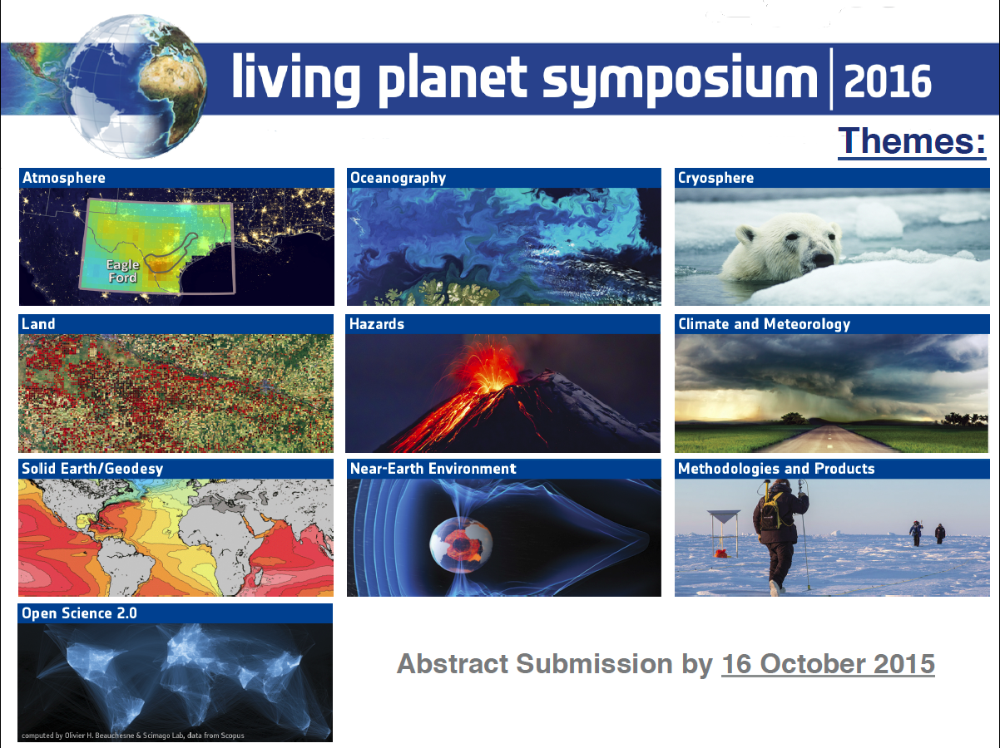 living planet symposium | 2016
Themes:
Atmosphere
Oceanography
Cryosphere
Eagle
Ford
Land
Hazards
Climate and Meteorology
Solid Earth/Geodesy
Near-Earth Environment
Methodologies and Products
Open Science 2.0
Abstract Submission by 16 October 2015
computed by Olivier H. Beauchesne & Scimago Lab, data from Scopus